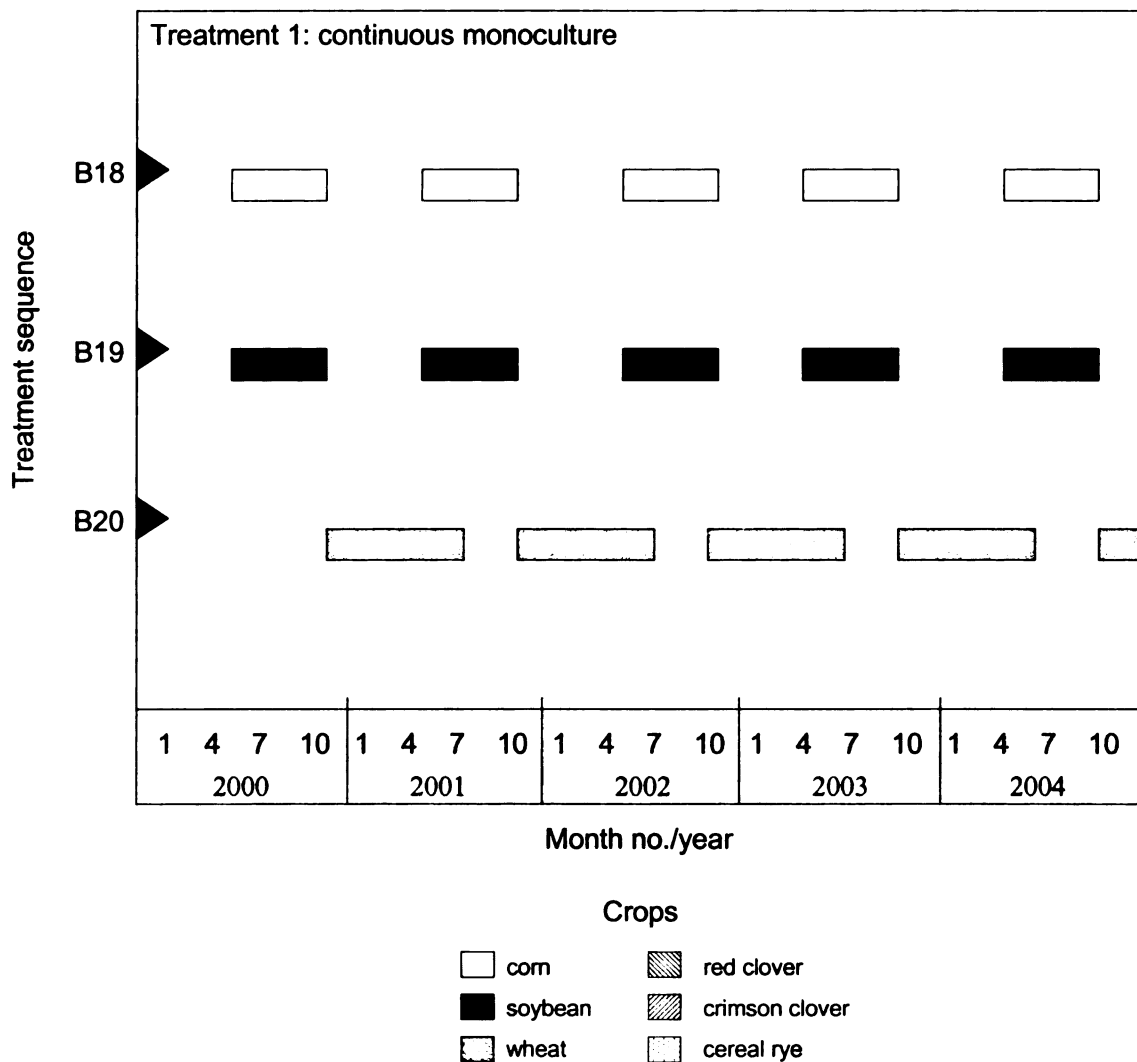 Treatment 1: continuous monoculture
Treatment sequence
B18
B19
B20
1 4 7 10 1 4 7 10 1 4 7 10 1 4 7 10 1 4 7 10
2000 2001 2002 2003 2004
Month no./year
Crops
corn red clover
soybean crimson clover
wheat cereal rye